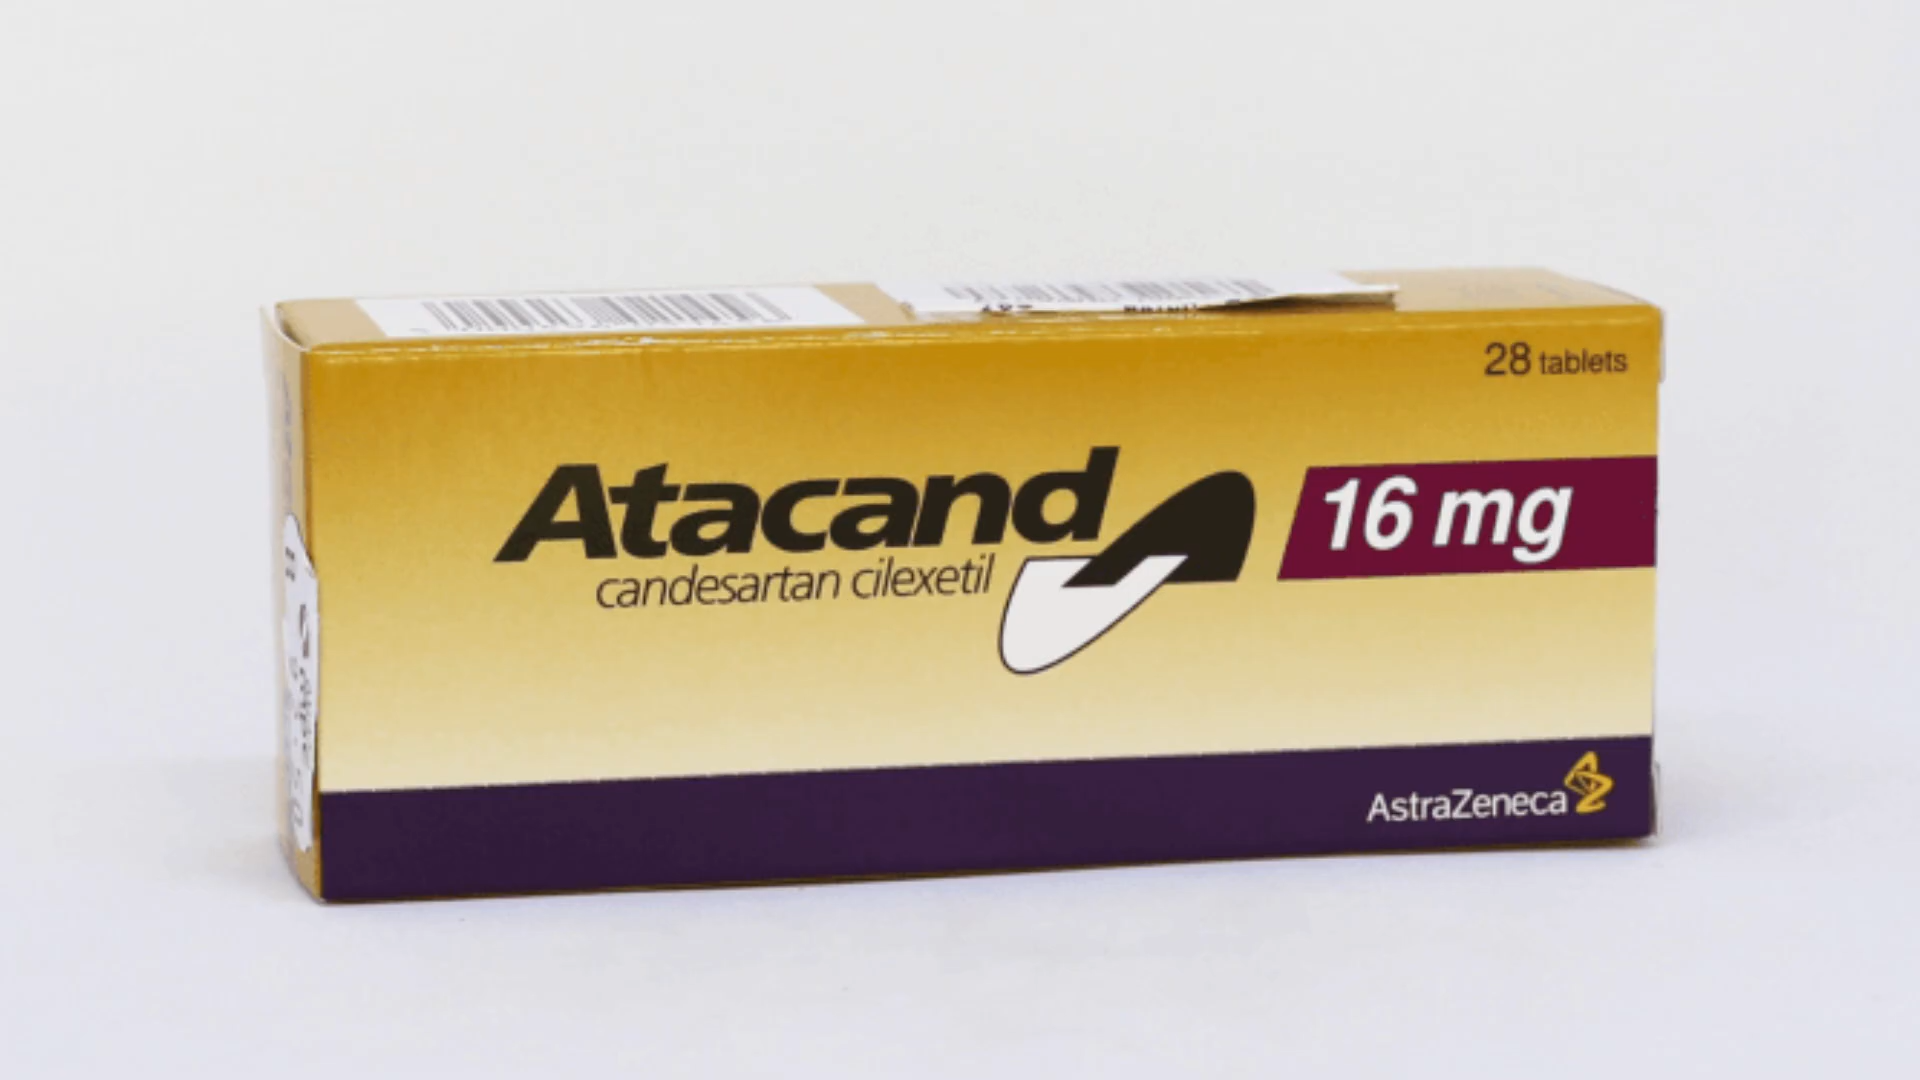 28 tablets
Atacand
candesartan cilexetil
16 mg
AstraZeneca